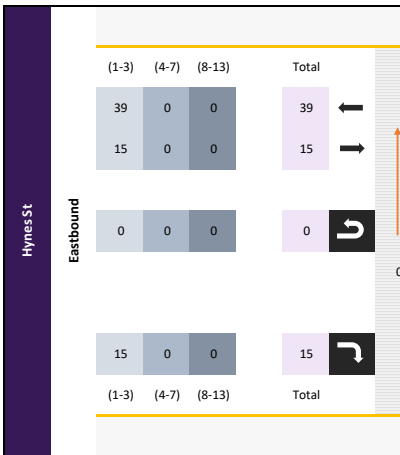 Hynes St
Eastbound
(1-3) (4-7) (8-13) Total
39 0 0 39
15 0 0 15
0 0 0 0
15 0 0 15
(1-3) (4-7) (8-13) Total